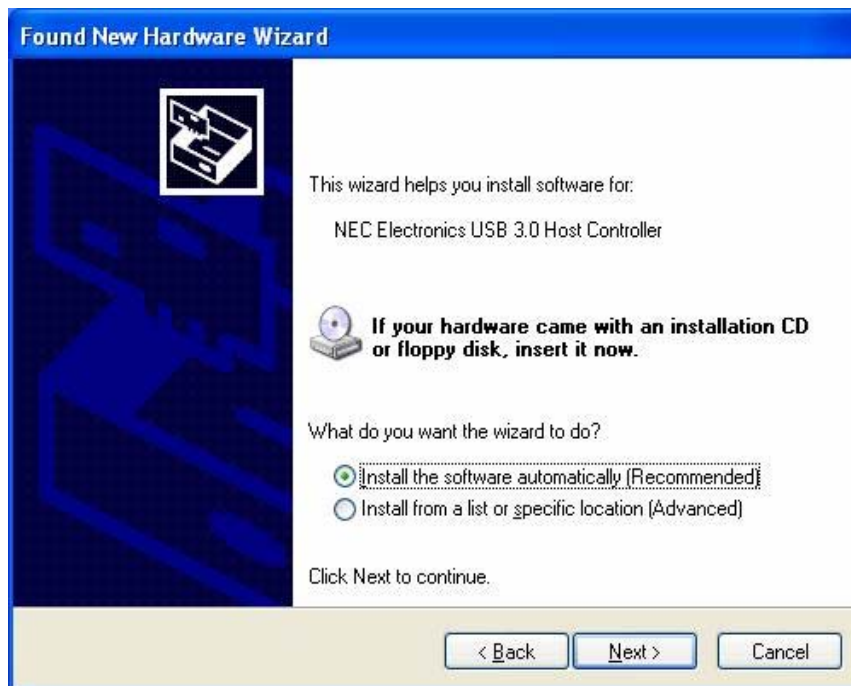 Found New Hardware Wizard
This wizard helps you install software for:
NEC Electronics USB 3.0 Host Controller
If your hardware came with an installation CD
or floppy disk, insert it now.
What do you want the wizard to do?
Install the software automatically (Recommended)
Install from a list or specific location (Advanced)
Click Next to continue.
< Back Next > Cancel